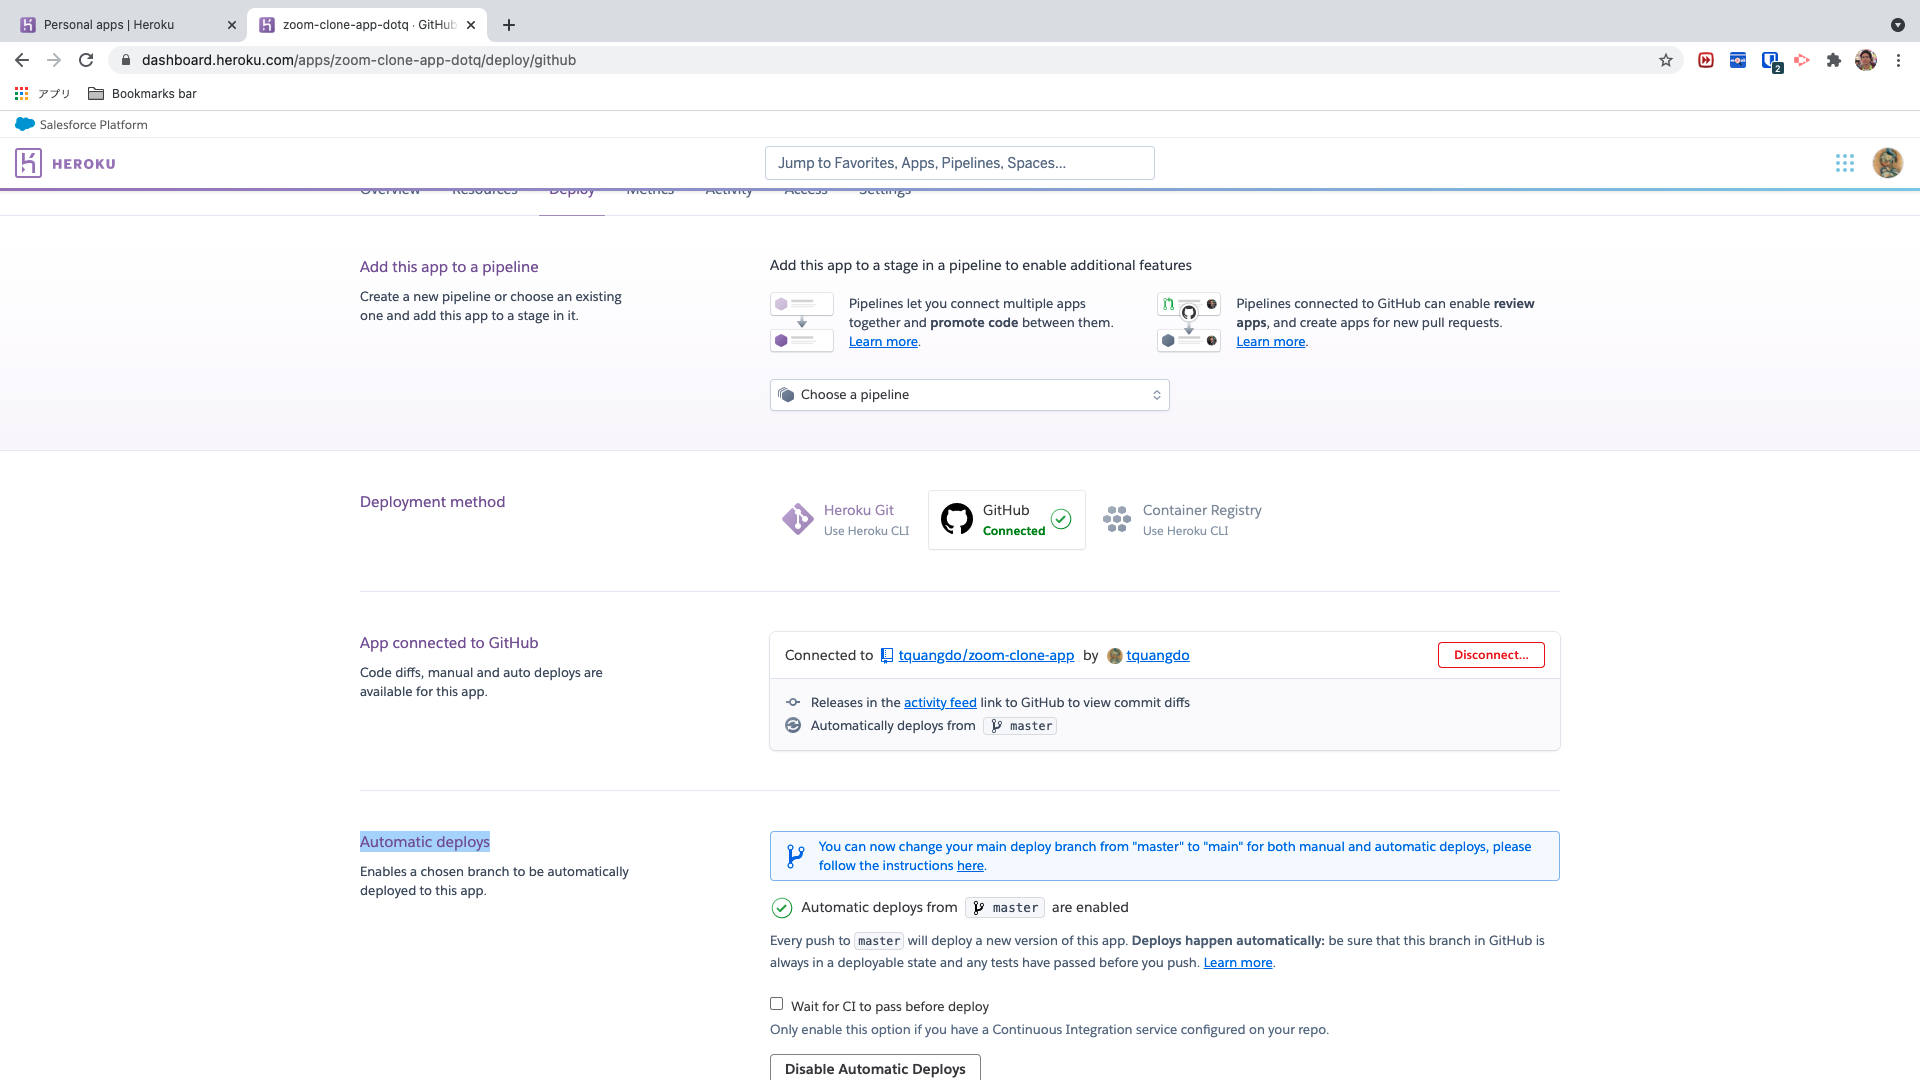 Personal apps | Heroku
zoom-clone-app-dotq · GitHub
dashboard.heroku.com/apps/zoom-clone-app-dotq/deploy/github
2
アプリ
Bookmarks bar
Salesforce Platform
HEROKU
Jump to Favorites, Apps, Pipelines, Spaces...
Overview Resources Deploy Metrics Activity Access Settings
Add this app to a pipeline
Create a new pipeline or choose an existing
one and add this app to a stage in it.
Add this app to a stage in a pipeline to enable additional features
Pipelines let you connect multiple apps
together and promote code between them.
Learn more.
Pipelines connected to GitHub can enable review
apps, and create apps for new pull requests.
Learn more.
Choose a pipeline
Deployment method
Heroku Git
Use Heroku CLI
GitHub
Connected
Container Registry
Use Heroku CLI
App connected to GitHub
Code diffs, manual and auto deploys are
available for this app.
Connected to tquangdo/zoom-clone-app by tquangdo
Disconnect...
Releases in the activity feed link to GitHub to view commit diffs
Automatically deploys from master
Automatic deploys
Enables a chosen branch to be automatically
deployed to this app.
You can now change your main deploy branch from "master" to "main" for both manual and automatic deploys, please
follow the instructions here.
Automatic deploys from master are enabled
Every push to master will deploy a new version of this app. Deploys happen automatically: be sure that this branch in GitHub is
always in a deployable state and any tests have passed before you push. Learn more.
Wait for CI to pass before deploy
Only enable this option if you have a Continuous Integration service configured on your repo.
Disable Automatic Deploys